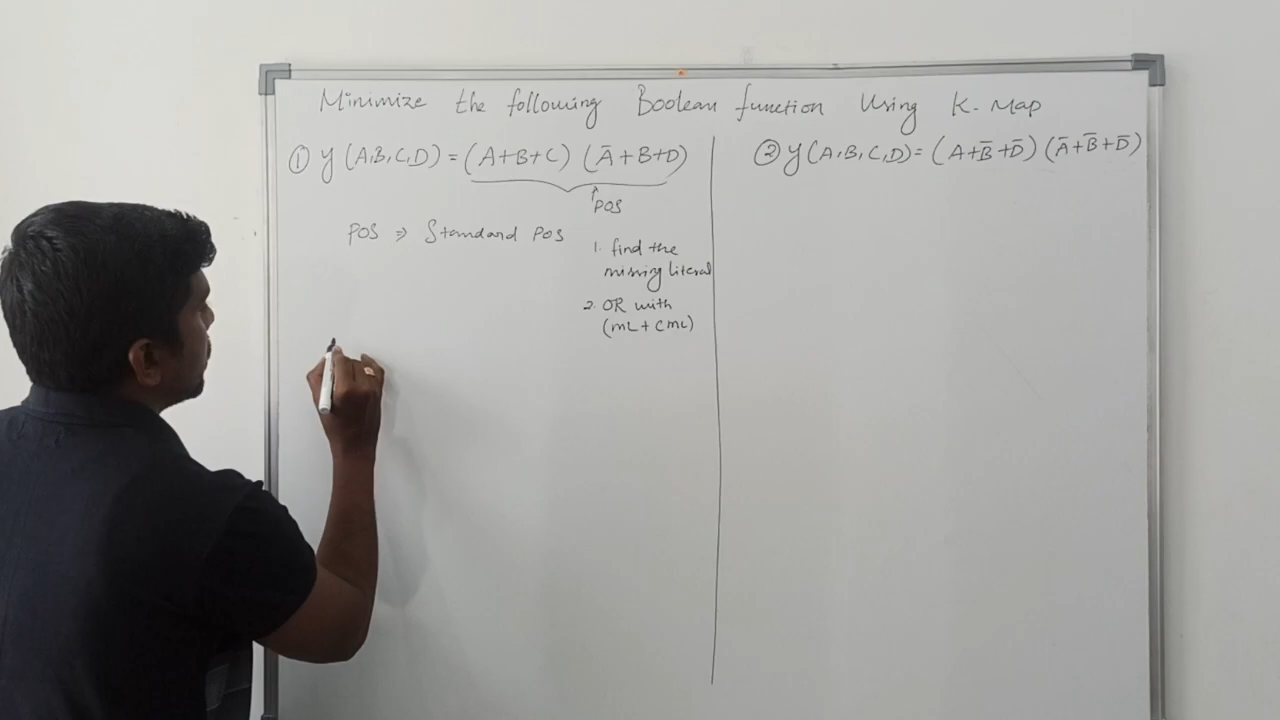 Minimize the following Boolean function Using K-Map
① Y(A,B,C,D) = (A+B+C) (A̅+B+D)
POS
POS ⇒ Standard POS
1. find the
missing literal
2. OR with
(mL + CmL)
② Y(A,B,C,D) = (A+B̅+D̅) (A̅+B̅+D̅)